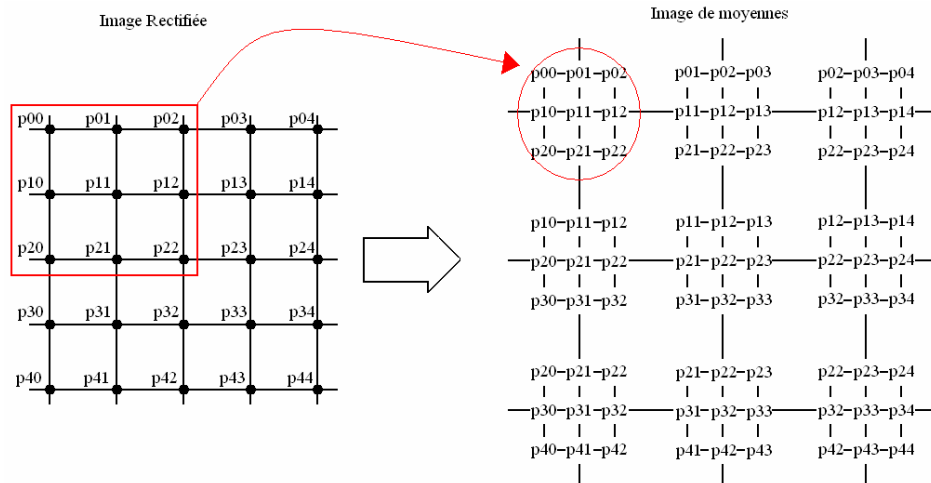 Image Rectifiée
p00 p01 p02 p03 p04
p10 p11 p12 p13 p14
p20 p21 p22 p23 p24
p30 p31 p32 p33 p34
p40 p41 p42 p43 p44
Image de moyennes
p00-p01-p02 p01-p02-p03 p02-p03-p04
p10-p11-p12 p11-p12-p13 p12-p13-p14
p20-p21-p22 p21-p22-p23 p22-p23-p24
p10-p11-p12 p11-p12-p13 p12-p13-p14
p20-p21-p22 p21-p22-p23 p22-p23-p24
p30-p31-p32 p31-p32-p33 p32-p33-p34
p20-p21-p22 p21-p22-p23 p22-p23-p24
p30-p31-p32 p31-p32-p33 p32-p33-p34
p40-p41-p42 p41-p42-p43 p42-p43-p44